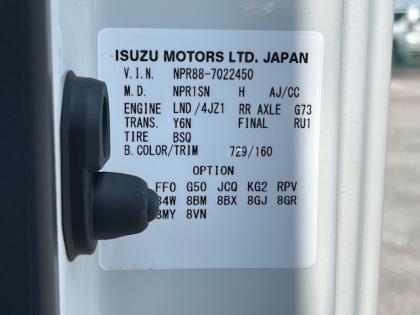 ISUZU MOTORS LTD. JAPAN
V.I.N. NPR88-7022450
M.D. NPR1SN H AJ/CC
ENGINE LND/4JZ1 RR AXLE G73
TRANS. Y6N FINAL RU1
TIRE BSQ
B.COLOR/TRIM 729/160
OPTION
FF0 G50 JCQ KG2 RPV
8BM 8BX 8GJ 8GR
8VN